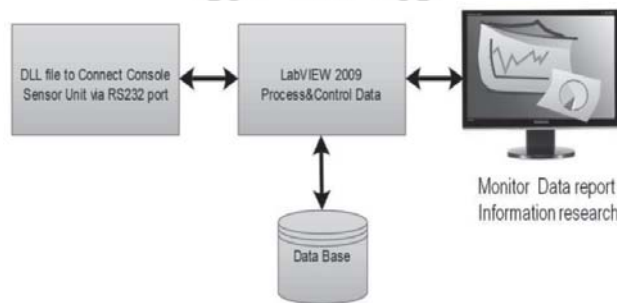 DLL file to Connect Console
Sensor Unit via RS232 port
LabVIEW 2009
Process&Control Data
Monitor Data report
Information research
Data Base